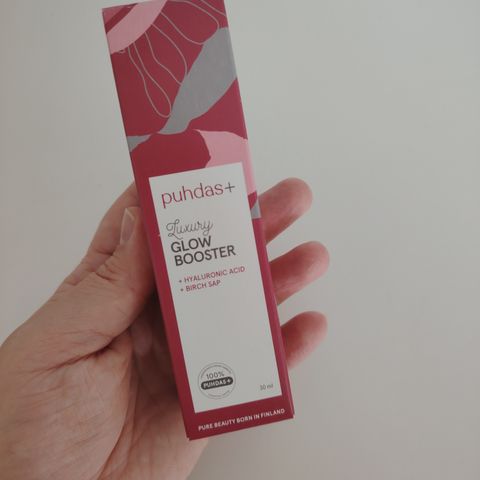 puhdas+
Luxury
GLOW
BOOSTER
+ HYALURONIC ACID
+ BIRCH SAP
100%
PUHDAS+
30 ml
PURE BEAUTY BORN IN FINLAND